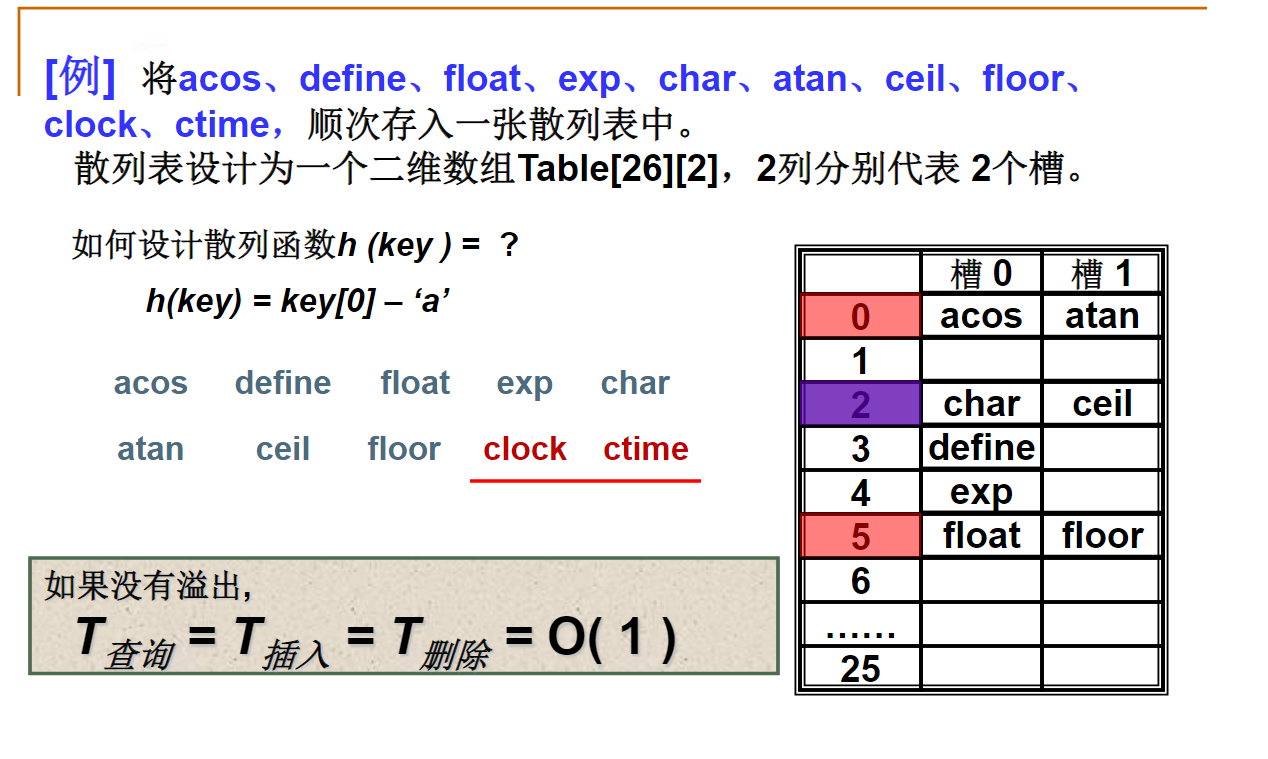 [例] 将acos、define、float、exp、char、atan、ceil、floor、
clock、ctime，顺次存入一张散列表中。
散列表设计为一个二维数组Table[26][2]，2列分别代表 2个槽。
如何设计散列函数h (key ) = ？
h(key) = key[0] – ‘a’
acos define float exp char
atan ceil floor clock ctime
如果没有溢出,
T查询 = T插入 = T删除 = O( 1 )
槽 0 槽 1
0 acos atan
1
2 char ceil
3 define
4 exp
5 float floor
6
……
25